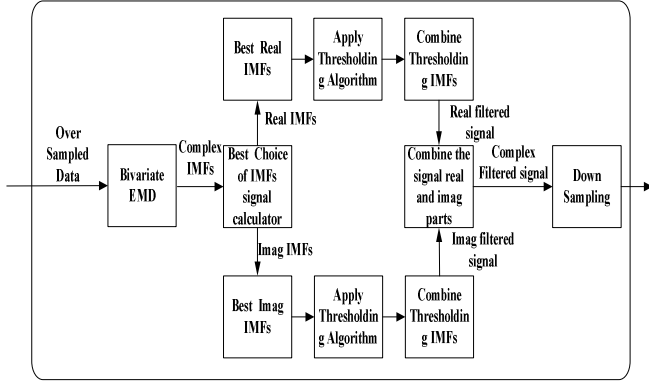 Over
Sampled
Data
Bivariate
EMD
Complex
IMFs
Best Choice
of IMFs
signal
calculator
Real IMFs
Best Real
IMFs
Apply
Thresholdin
g Algorithm
Combine
Thresholdin
g IMFs
Real filtered
signal
Imag IMFs
Best Imag
IMFs
Apply
Thresholdin
g Algorithm
Combine
Thresholdin
g IMFs
Imag filtered
signal
Combine the
signal real
and imag
parts
Complex
Filtered signal
Down
Sampling